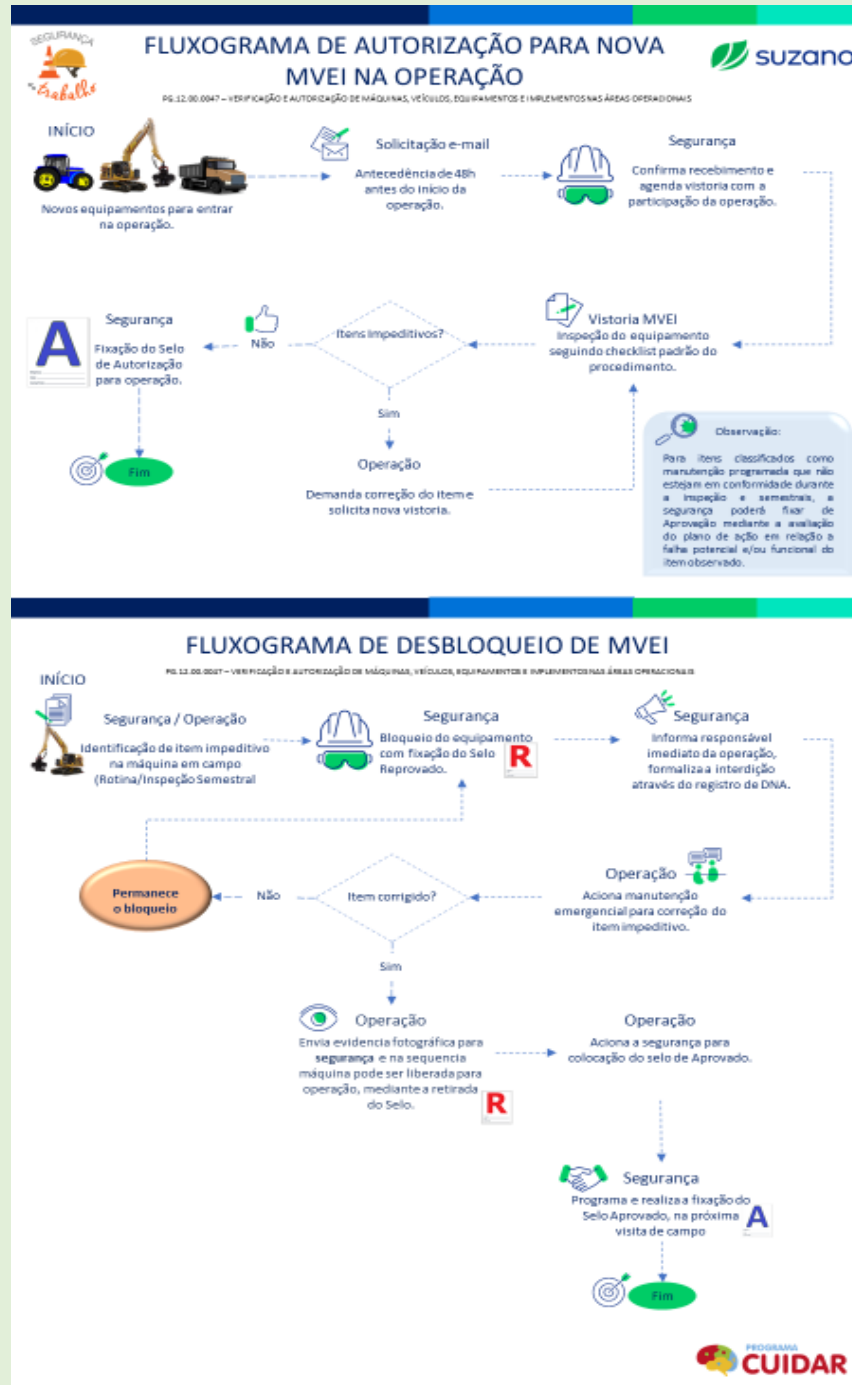 SEGURANÇA
no trabalho
FLUXOGRAMA DE AUTORIZAÇÃO PARA NOVA
MVEI NA OPERAÇÃO
suzano
PG.12.00.0047 – VERIFICAÇÃO E AUTORIZAÇÃO DE MÁQUINAS, VEÍCULOS, EQUIPAMENTOS E IMPLEMENTOS NAS ÁREAS OPERACIONAIS
INÍCIO
Novos equipamentos para entrar
na operação.
Solicitação e-mail
Antecedência de 48h
antes do início da
operação.
Segurança
Confirma recebimento e
agenda vistoria com a
participação da operação.
Vistoria MVEI
Inspeção do equipamento
seguindo checklist padrão do
procedimento.
Itens Impeditivos?
Não
Segurança
Fixação do Selo
de Autorização
para operação.
A
Fim
Sim
Operação
Demanda correção do item e
solicita nova vistoria.
Observação:
Para itens classificados como
manutenção programada que não
estejam em conformidade durante
a inspeção e semestrais, a
segurança poderá fixar de
Aprovação mediante a avaliação
do plano de ação em relação a
falha potencial e/ou funcional do
item observado.
FLUXOGRAMA DE DESBLOQUEIO DE MVEI
PG.12.00.0047 – VERIFICAÇÃO E AUTORIZAÇÃO DE MÁQUINAS, VEÍCULOS, EQUIPAMENTOS E IMPLEMENTOS NAS ÁREAS OPERACIONAIS
INÍCIO
Segurança / Operação
Identificação de item impeditivo
na máquina em campo
(Rotina/Inspeção Semestral
Segurança
Bloqueio do equipamento
com fixação do Selo
Reprovado.
R
Segurança
Informa responsável
imediato da operação,
formaliza a interdição
através do registro de DNA.
Operação
Aciona manutenção
emergencial para correção do
item impeditivo.
Item corrigido?
Não
Permanece
o bloqueio
Sim
Operação
Envia evidencia fotográfica para
segurança e na sequencia
máquina pode ser liberada para
operação, mediante a retirada
do Selo.
R
Operação
Aciona a segurança para
colocação do selo de Aprovado.
Segurança
Programa e realiza a fixação do
Selo Aprovado, na próxima
visita de campo
A
Fim
PROGRAMA
CUIDAR